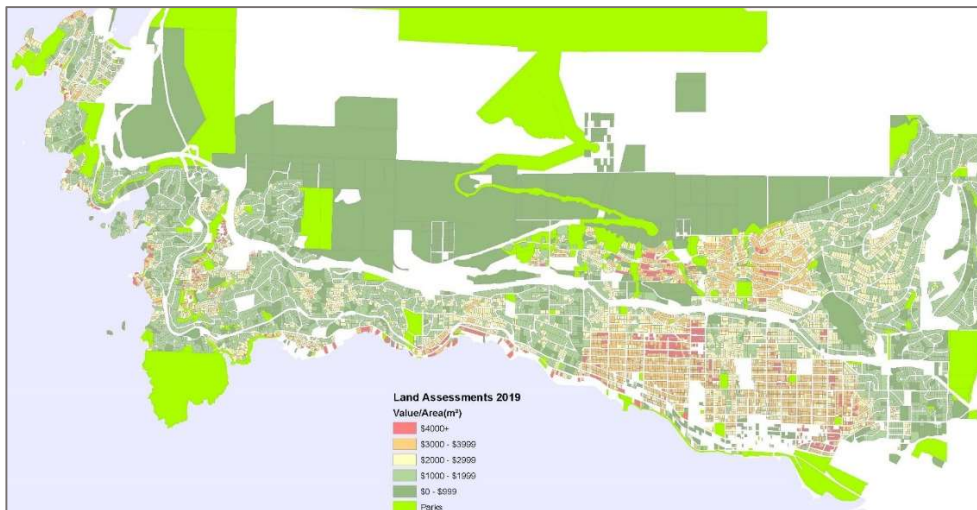 Land Assessments 2019
Value/Area(m²)
$4000+
$3000 - $3999
$2000 - $2999
$1000 - $1999
$0 - $999
Parks